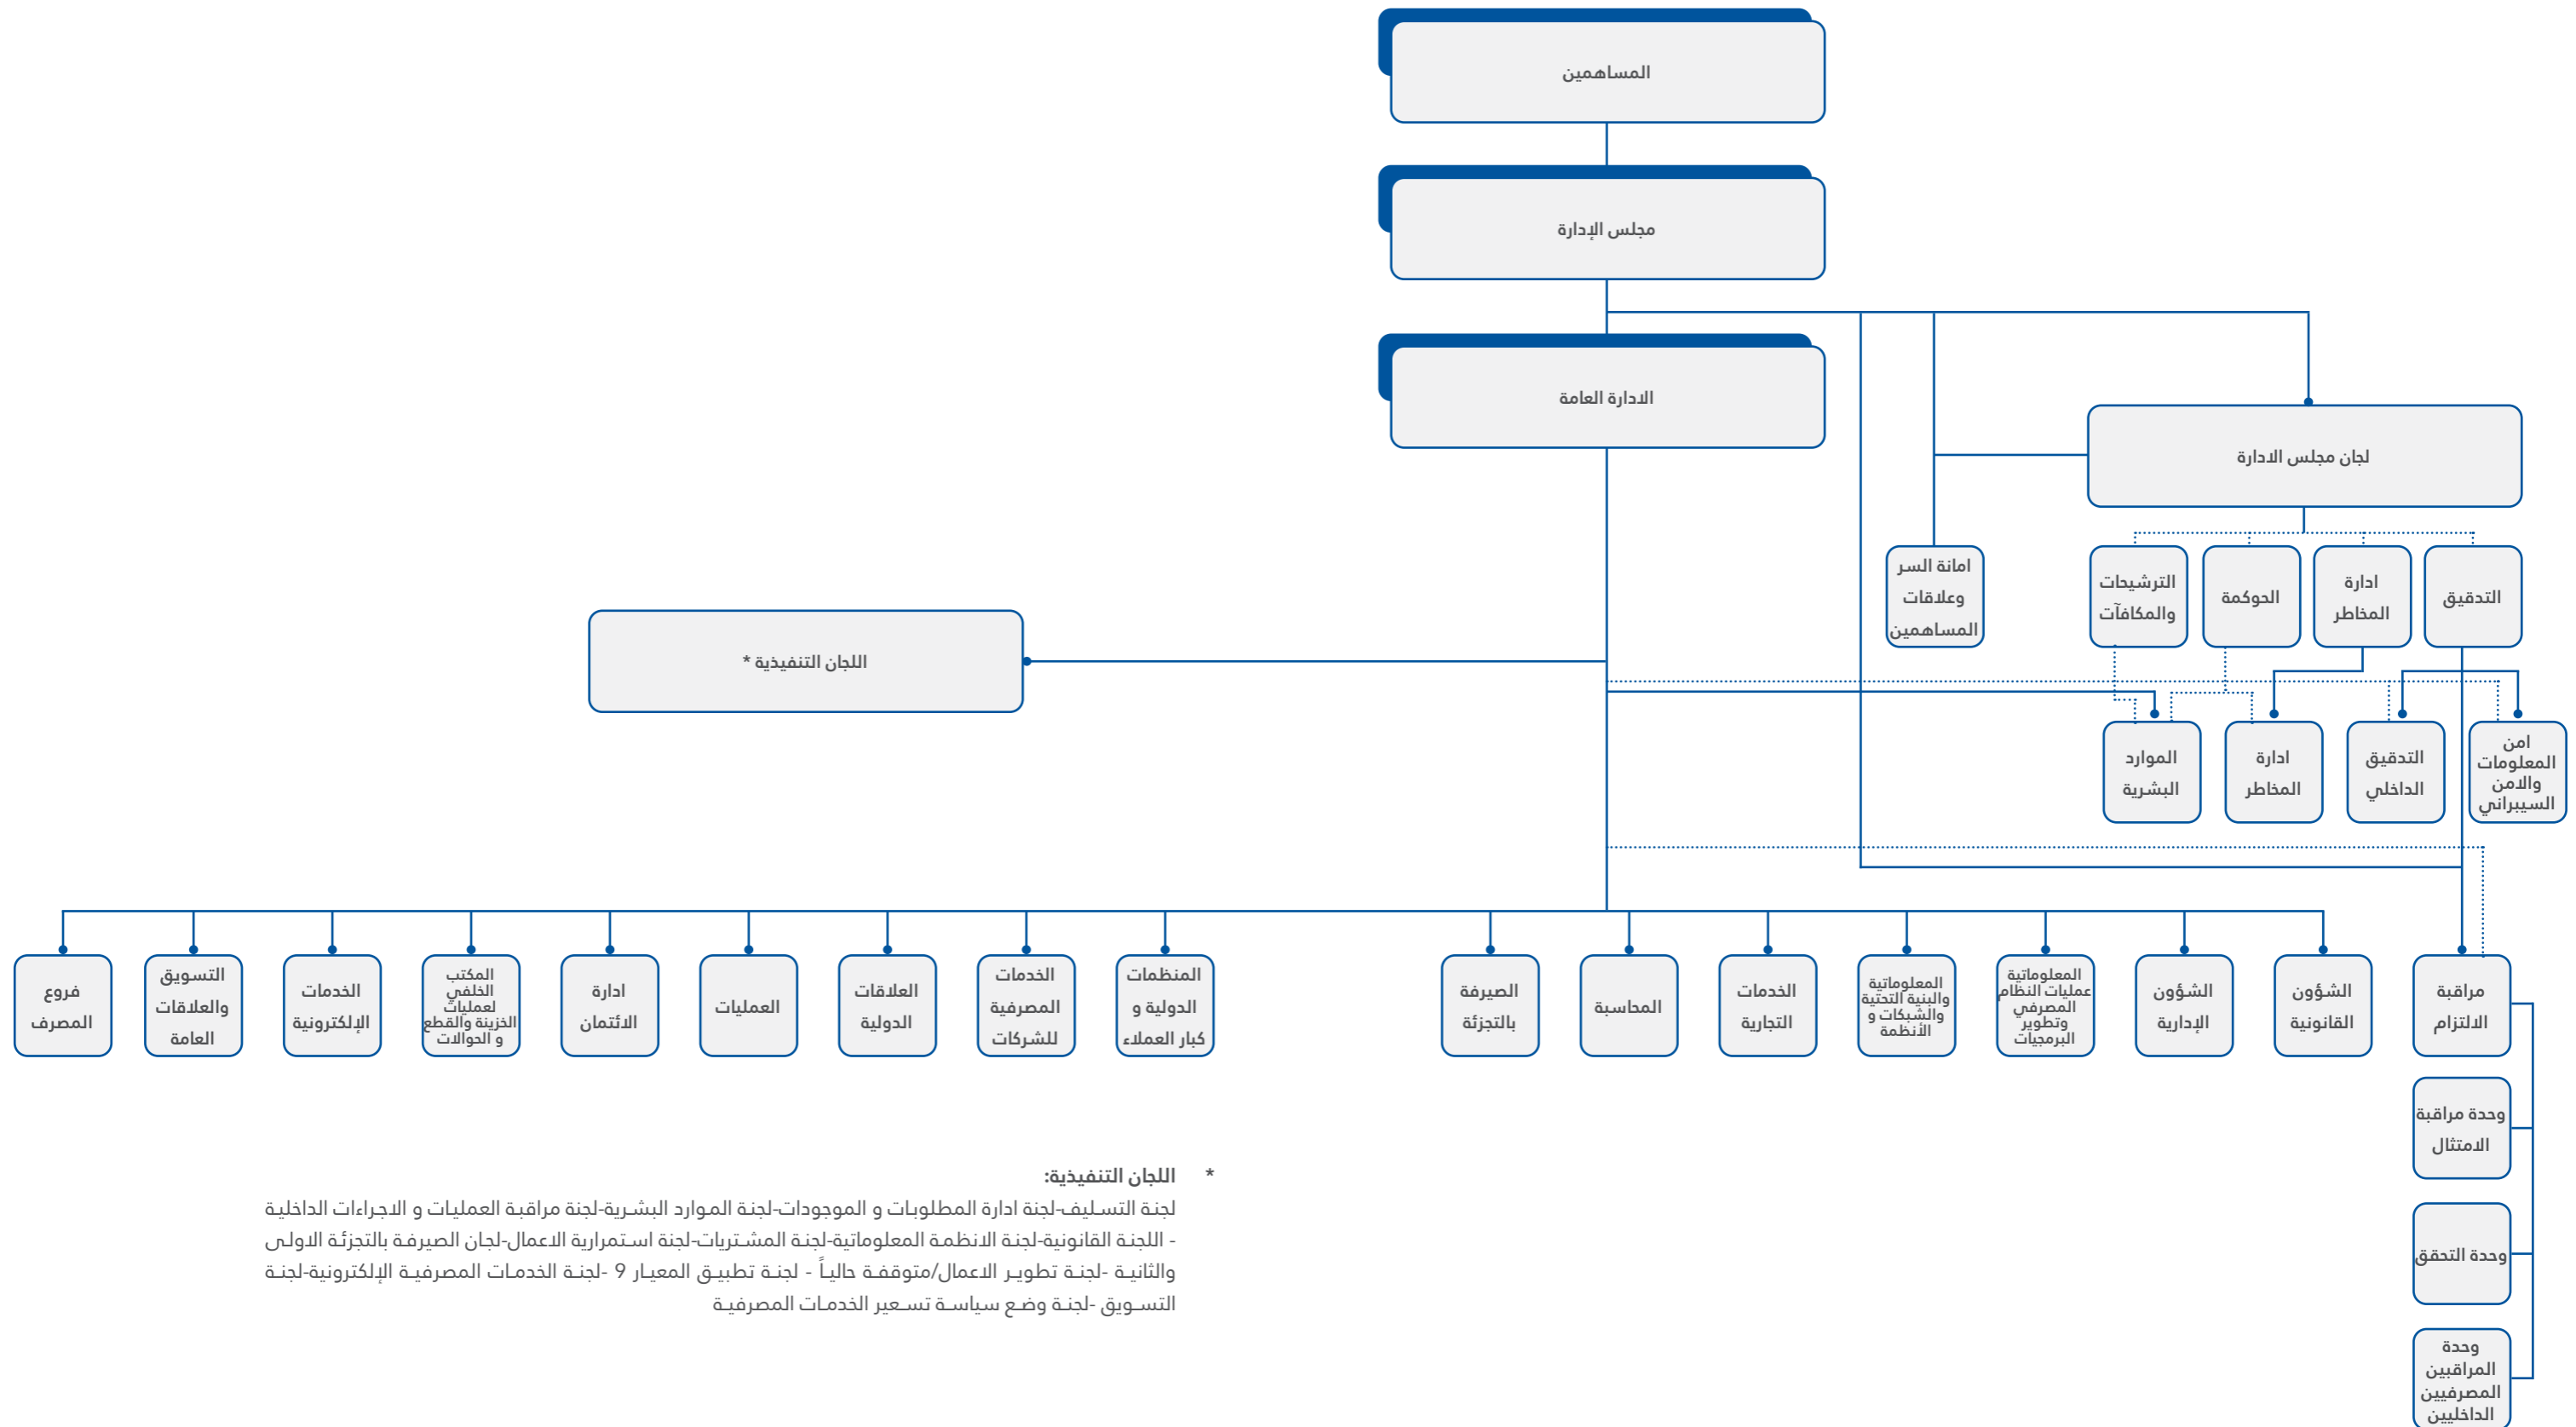 المساهمين
مجلس الإدارة
الادارة العامة
لجان مجلس الادارة
امانة السر
وعلاقات
المساهمين
التدقيق
ادارة
المخاطر
الحوكمة
الترشيحات
والمكافآت
اللجان التنفيذية *
امن
المعلومات
والامن
السيبراني
التدقيق
الداخلي
ادارة
المخاطر
الموارد
البشرية
مراقبة
الالتزام
الشؤون
القانونية
الشؤون
الإدارية
المعلوماتية
عمليات النظام
المصرفي
وتطوير
البرمجيات
المعلوماتية
والبنية التحتية
والشبكات و
الأنظمة
الخدمات
التجارية
المحاسبة
الصيرفة
بالتجزئة
المنظمات
الدولية و
كبار العملاء
الخدمات
المصرفية
للشركات
العلاقات
الدولية
العمليات
ادارة
الائتمان
المكتب
الخلفي
لعمليات
الخزينة والقطع
و الحوالات
الخدمات
الإلكترونية
التسويق
والعلاقات
العامة
فروع
المصرف
وحدة مراقبة
الامتثال
وحدة التحقق
وحدة
المراقبين
المصرفيين
الداخليين
* اللجان التنفيذية:
لجنة التسليف-لجنة ادارة المطلوبات و الموجودات-لجنة الموارد البشرية-لجنة مراقبة العمليات و الاجراءات الداخلية
- اللجنة القانونية-لجنة الانظمة المعلوماتية-لجنة المشتريات-لجنة استمرارية الاعمال-لجان الصيرفة بالتجزئة الاولى
والثانية -لجنة تطوير الاعمال/متوقفة حالياً - لجنة تطبيق المعيار 9 -لجنة الخدمات المصرفية الإلكترونية-لجنة
التسويق -لجنة وضع سياسة تسعير الخدمات المصرفية